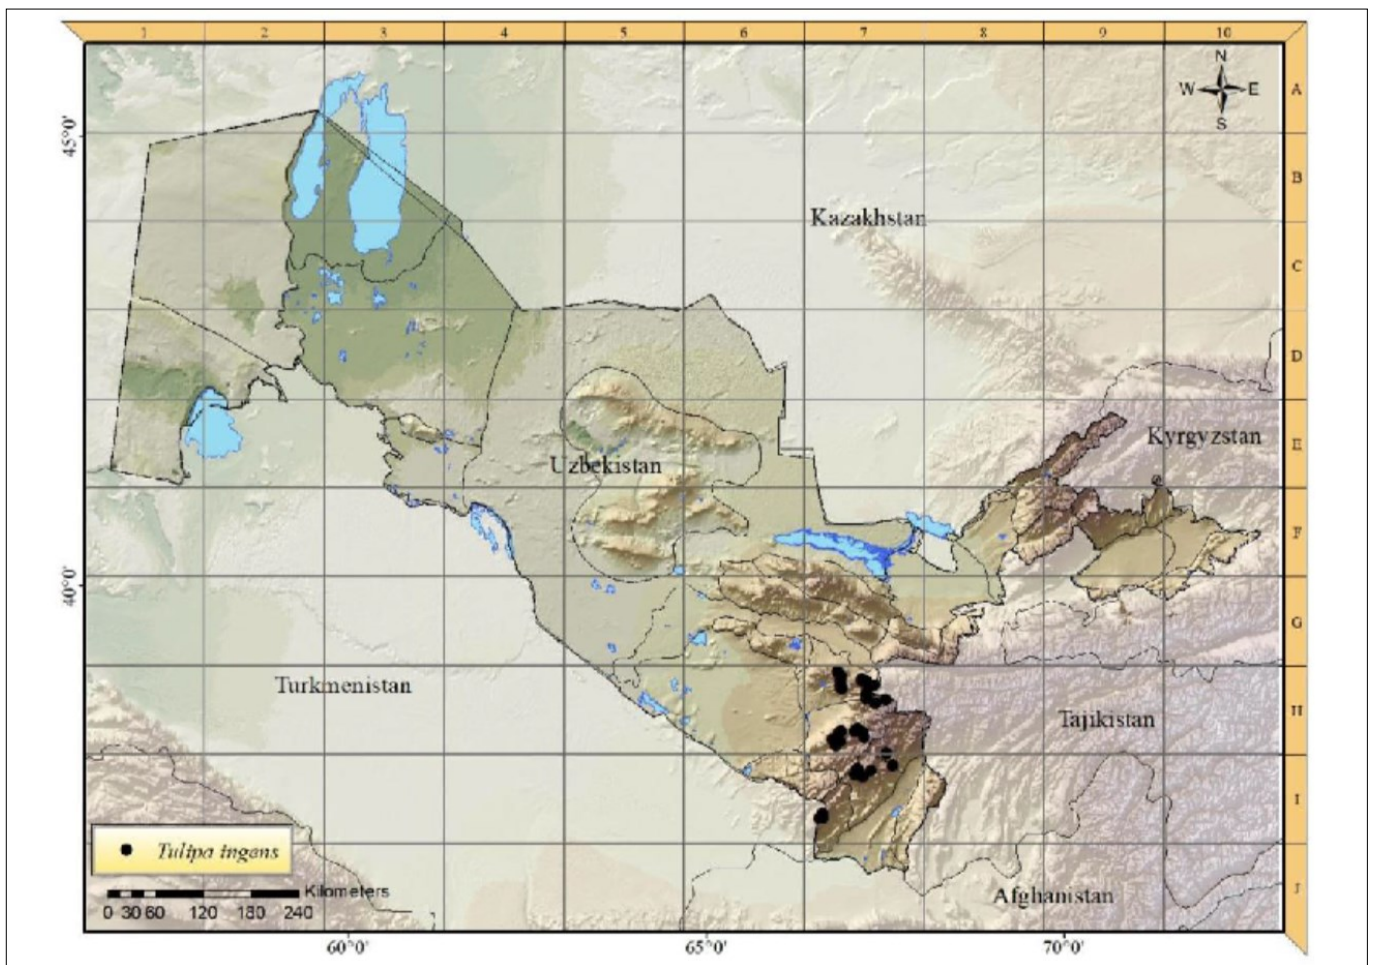 1 2 3 4 5 6 7 8 9 10
N
W E
S
A
45°0'
B
Kazakhstan
C
D
Kyrgyzstan
E
Uzbekistan
F
40°0'
G
Turkmenistan
H
Tajikistan
I
Tulipa ingens
Kilometers
Afghanistan
J
0 30 60 120 180 240
60°0' 65°0' 70°0'